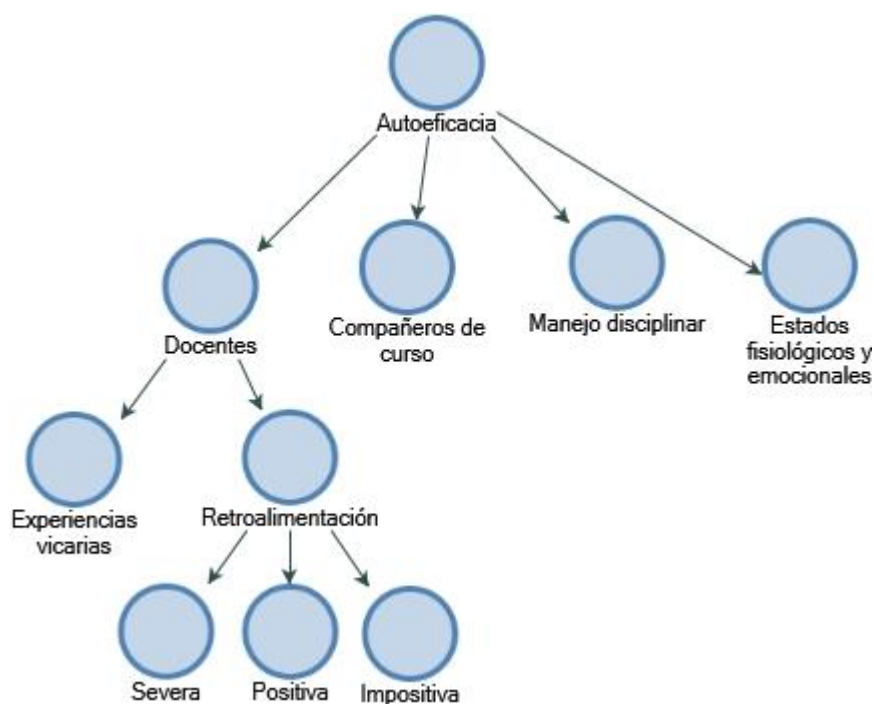 Autoeficacia
Docentes
Compañeros de
curso
Manejo disciplinar
Estados
fisiológicos y
emocionales
Experiencias
vicarias
Retroalimentación
Severa
Positiva
Impositiva